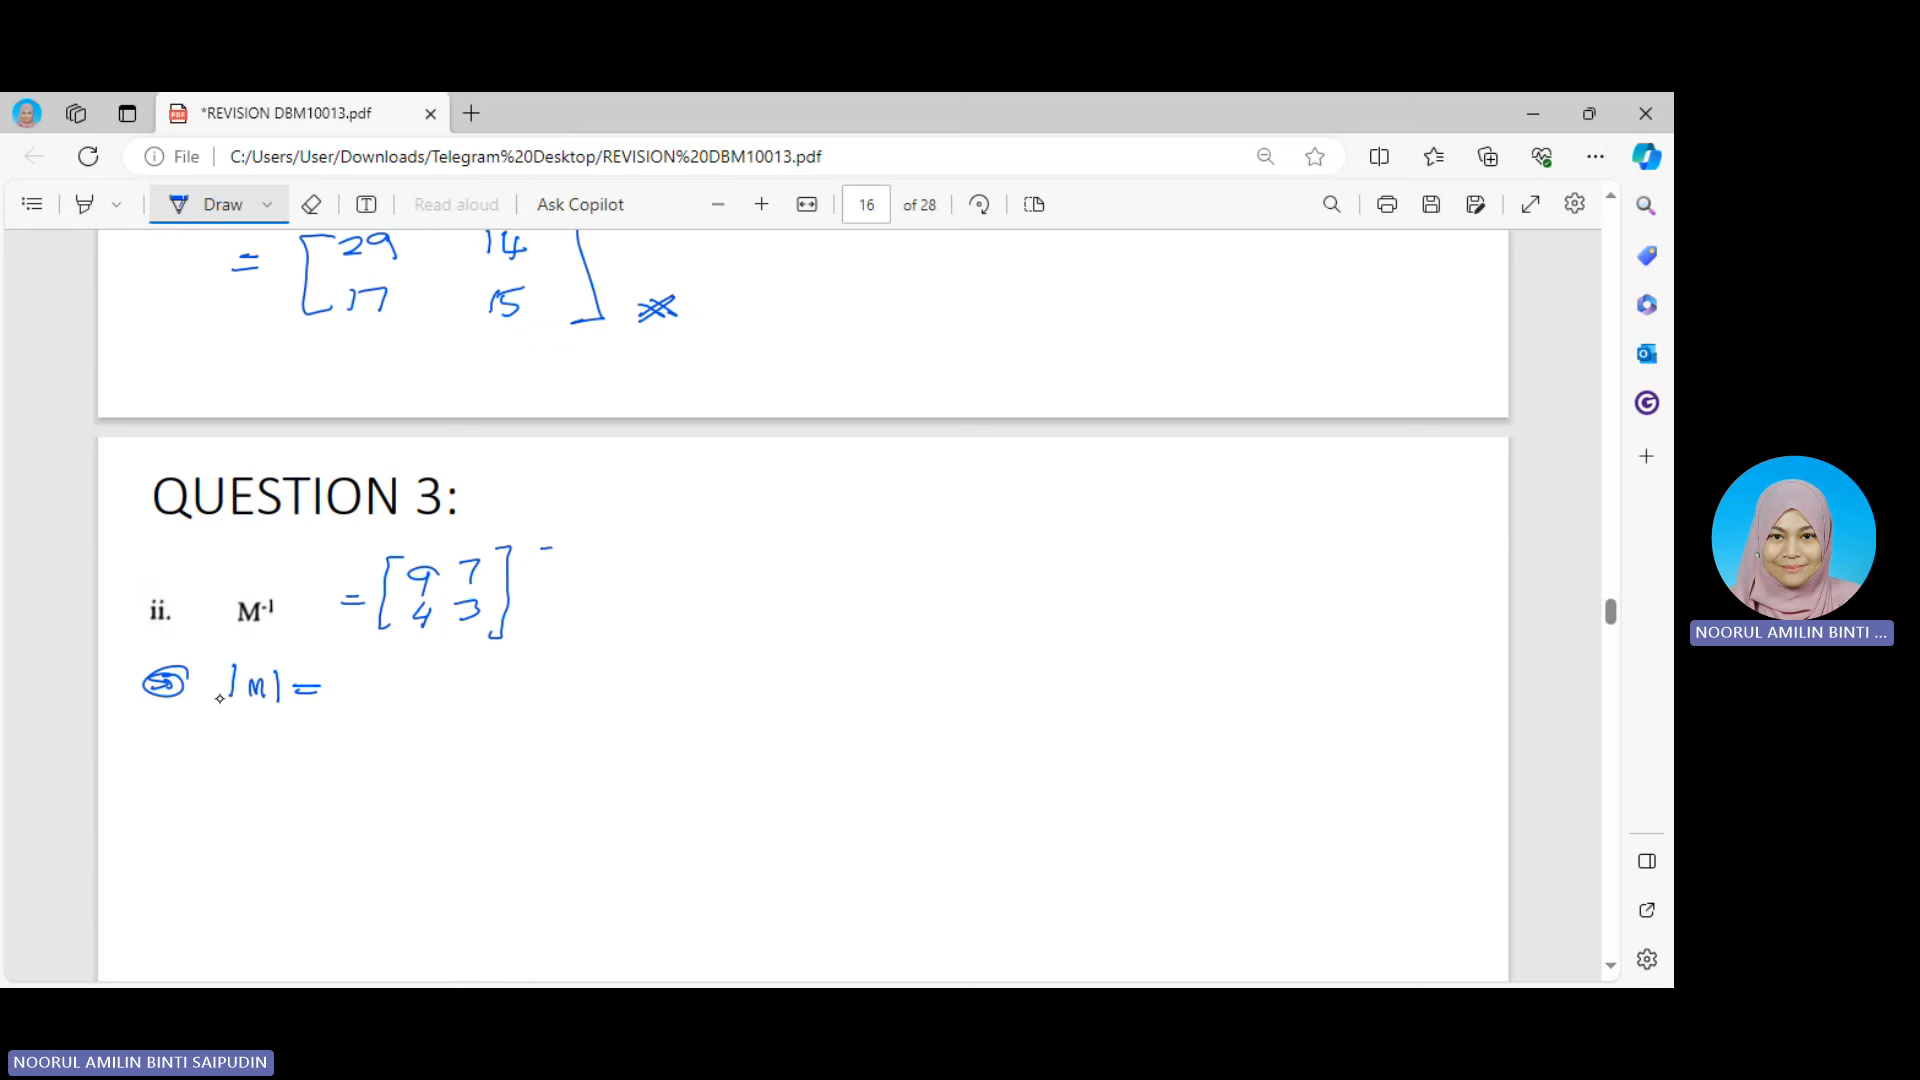 *REVISION DBM10013.pdf
File C:/Users/User/Downloads/Telegram%20Desktop/REVISION%20DBM10013.pdf
Draw Read aloud Ask Copilot 16 of 28
= [29 14
17 15]
QUESTION 3:
ii. M⁻¹ = [9 7
4 3] -
|M| =
NOORUL AMILIN BINTI ...
NOORUL AMILIN BINTI SAIPUDIN